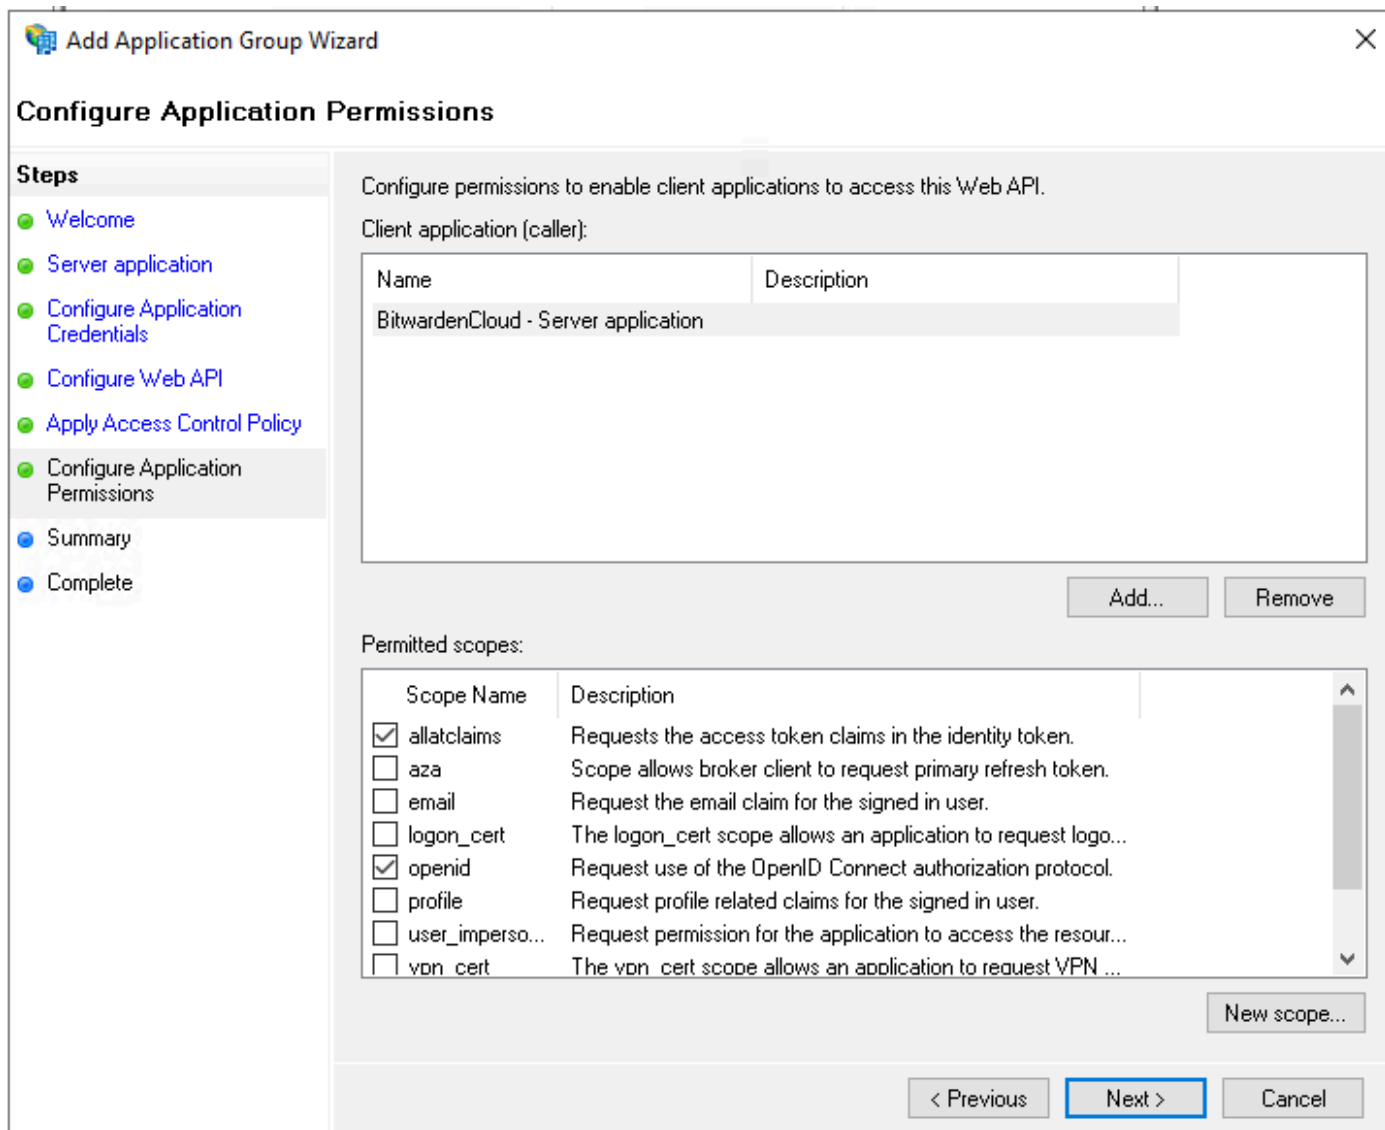 Add Application Group Wizard
Configure Application Permissions
Steps
Welcome
Server application
Configure Application
Credentials
Configure Web API
Apply Access Control Policy
Configure Application
Permissions
Summary
Complete
Configure permissions to enable client applications to access this Web API.
Client application (caller):
Name Description
BitwardenCloud - Server application
Add... Remove
Permitted scopes:
Scope Name Description
allatclaims Requests the access token claims in the identity token.
aza Scope allows broker client to request primary refresh token.
email Request the email claim for the signed in user.
logon_cert The logon_cert scope allows an application to request logo...
openid Request use of the OpenID Connect authorization protocol.
profile Request profile related claims for the signed in user.
user_imperso... Request permission for the application to access the resour...
vpn_cert The vpn_cert scope allows an application to request VPN ...
New scope...
< Previous Next > Cancel